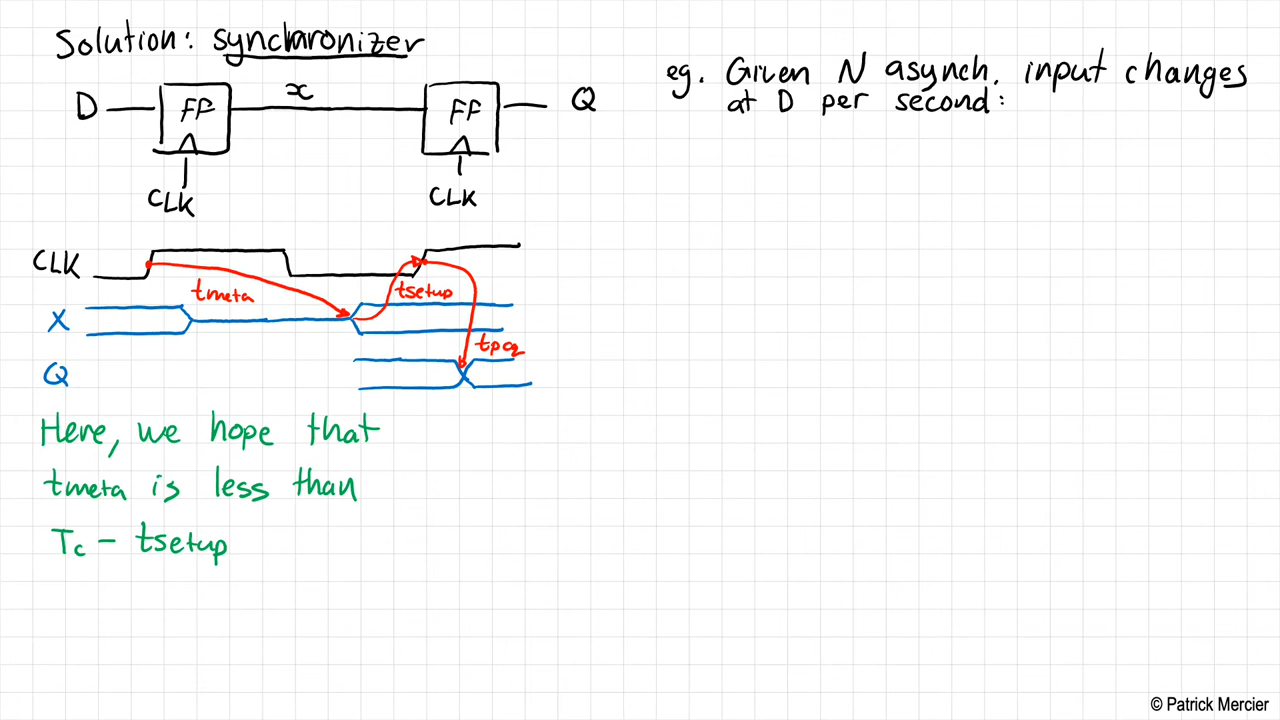 Solution: synchronizer
D
FF
x
FF
Q
CLK
CLK
CLK
tmeta
tsetup
X
tpcq
Q
Here, we hope that
tmeta is less than
Tc - tsetup
eg. Given N asynch. input changes
at D per second:
© Patrick Mercier